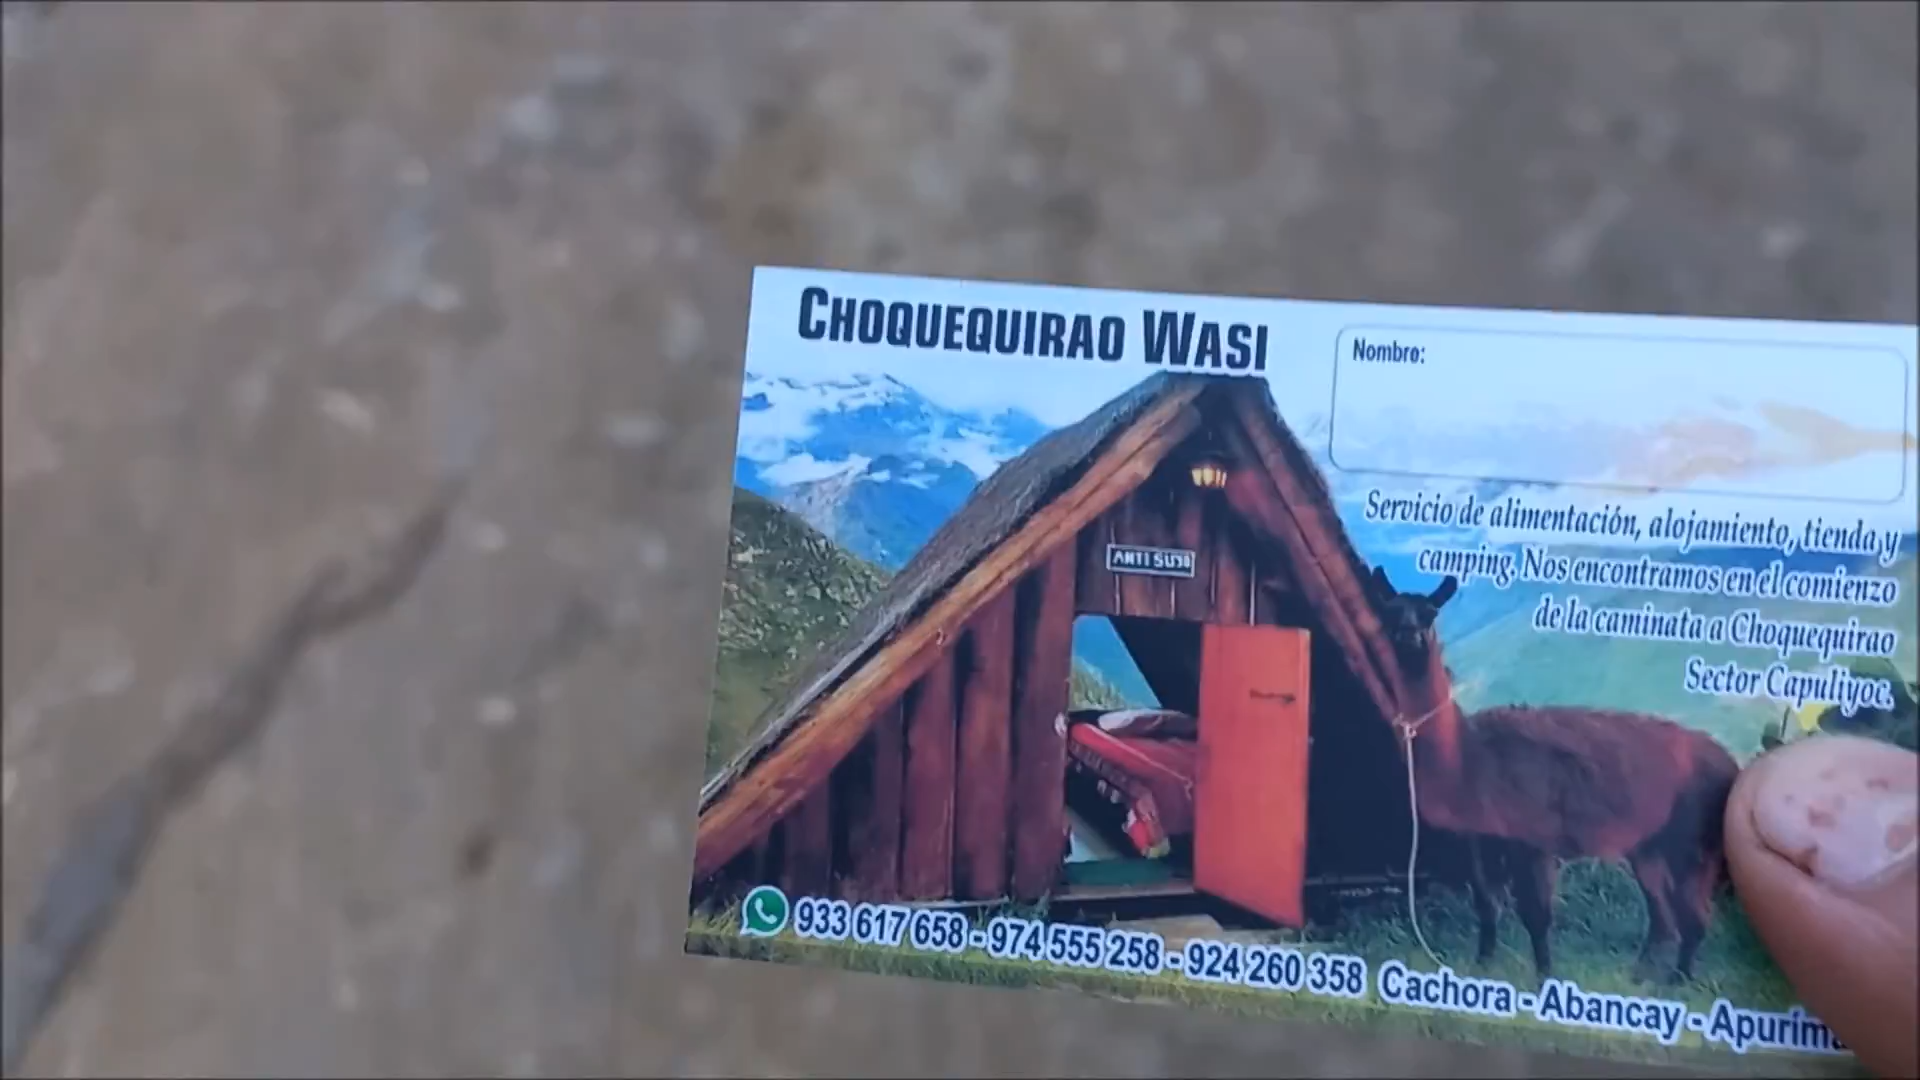 CHOQUEQUIRAO WASI
Nombre:
Servicio de alimentación, alojamiento, tienda y
camping. Nos encontramos en el comienzo
de la caminata a Choquequirao
Sector Capuliyoc.
ANTI SUYO
933 617 658 - 974 555 258 - 924 260 358 Cachora - Abancay - Apuríma